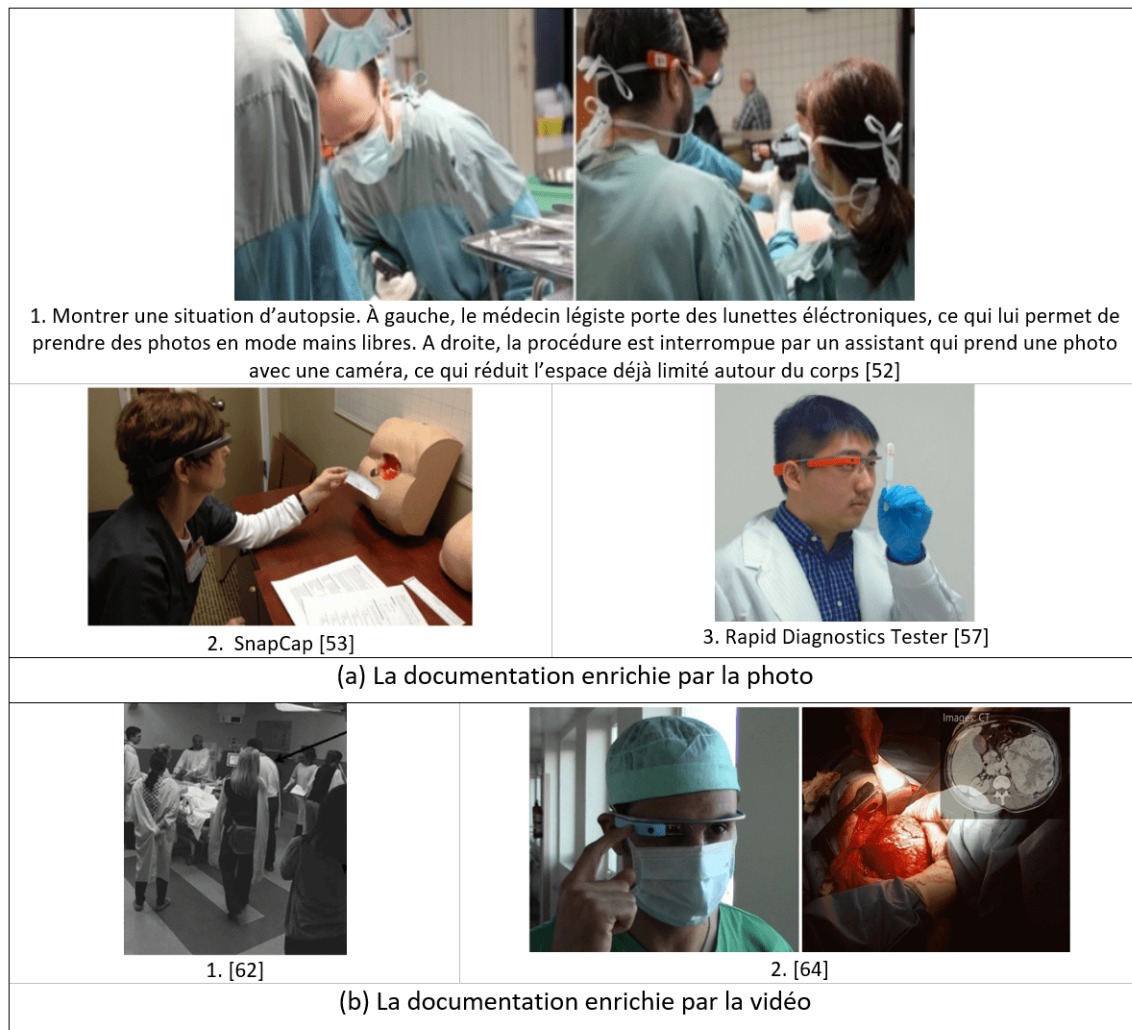 1. Montrer une situation d’autopsie. À gauche, le médecin légiste porte des lunettes éléctroniques, ce qui lui permet de
prendre des photos en mode mains libres. A droite, la procédure est interrompue par un assistant qui prend une photo
avec une caméra, ce qui réduit l’espace déjà limité autour du corps [52]
2. SnapCap [53]
3. Rapid Diagnostics Tester [57]
(a) La documentation enrichie par la photo
Images: CT
1. [62]
2. [64]
(b) La documentation enrichie par la vidéo